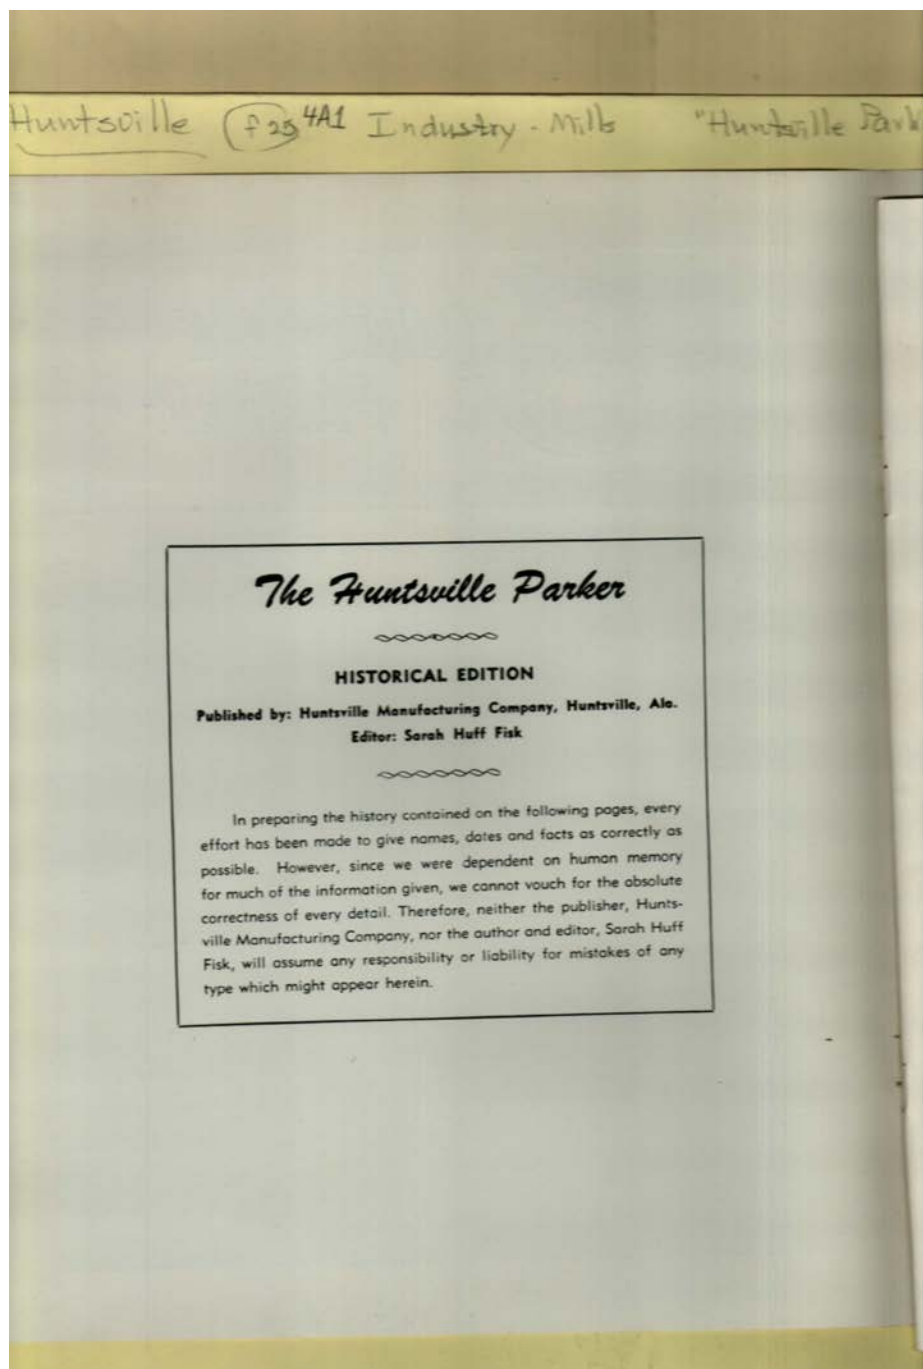 Huntsville (f 25 4A1 Industry - Mills "Huntsville Park
The Huntsville Parker
HISTORICAL EDITION
Published by: Huntsville Manufacturing Company, Huntsville, Ala.
Editor: Sarah Huff Fisk
In preparing the history contained on the following pages, every
effort has been made to give names, dates and facts as correctly as
possible. However, since we were dependent on human memory
for much of the information given, we cannot vouch for the absolute
correctness of every detail. Therefore, neither the publisher, Hunts-
ville Manufacturing Company, nor the author and editor, Sarah Huff
Fisk, will assume any responsibility or liability for mistakes of any
type which might appear herein.